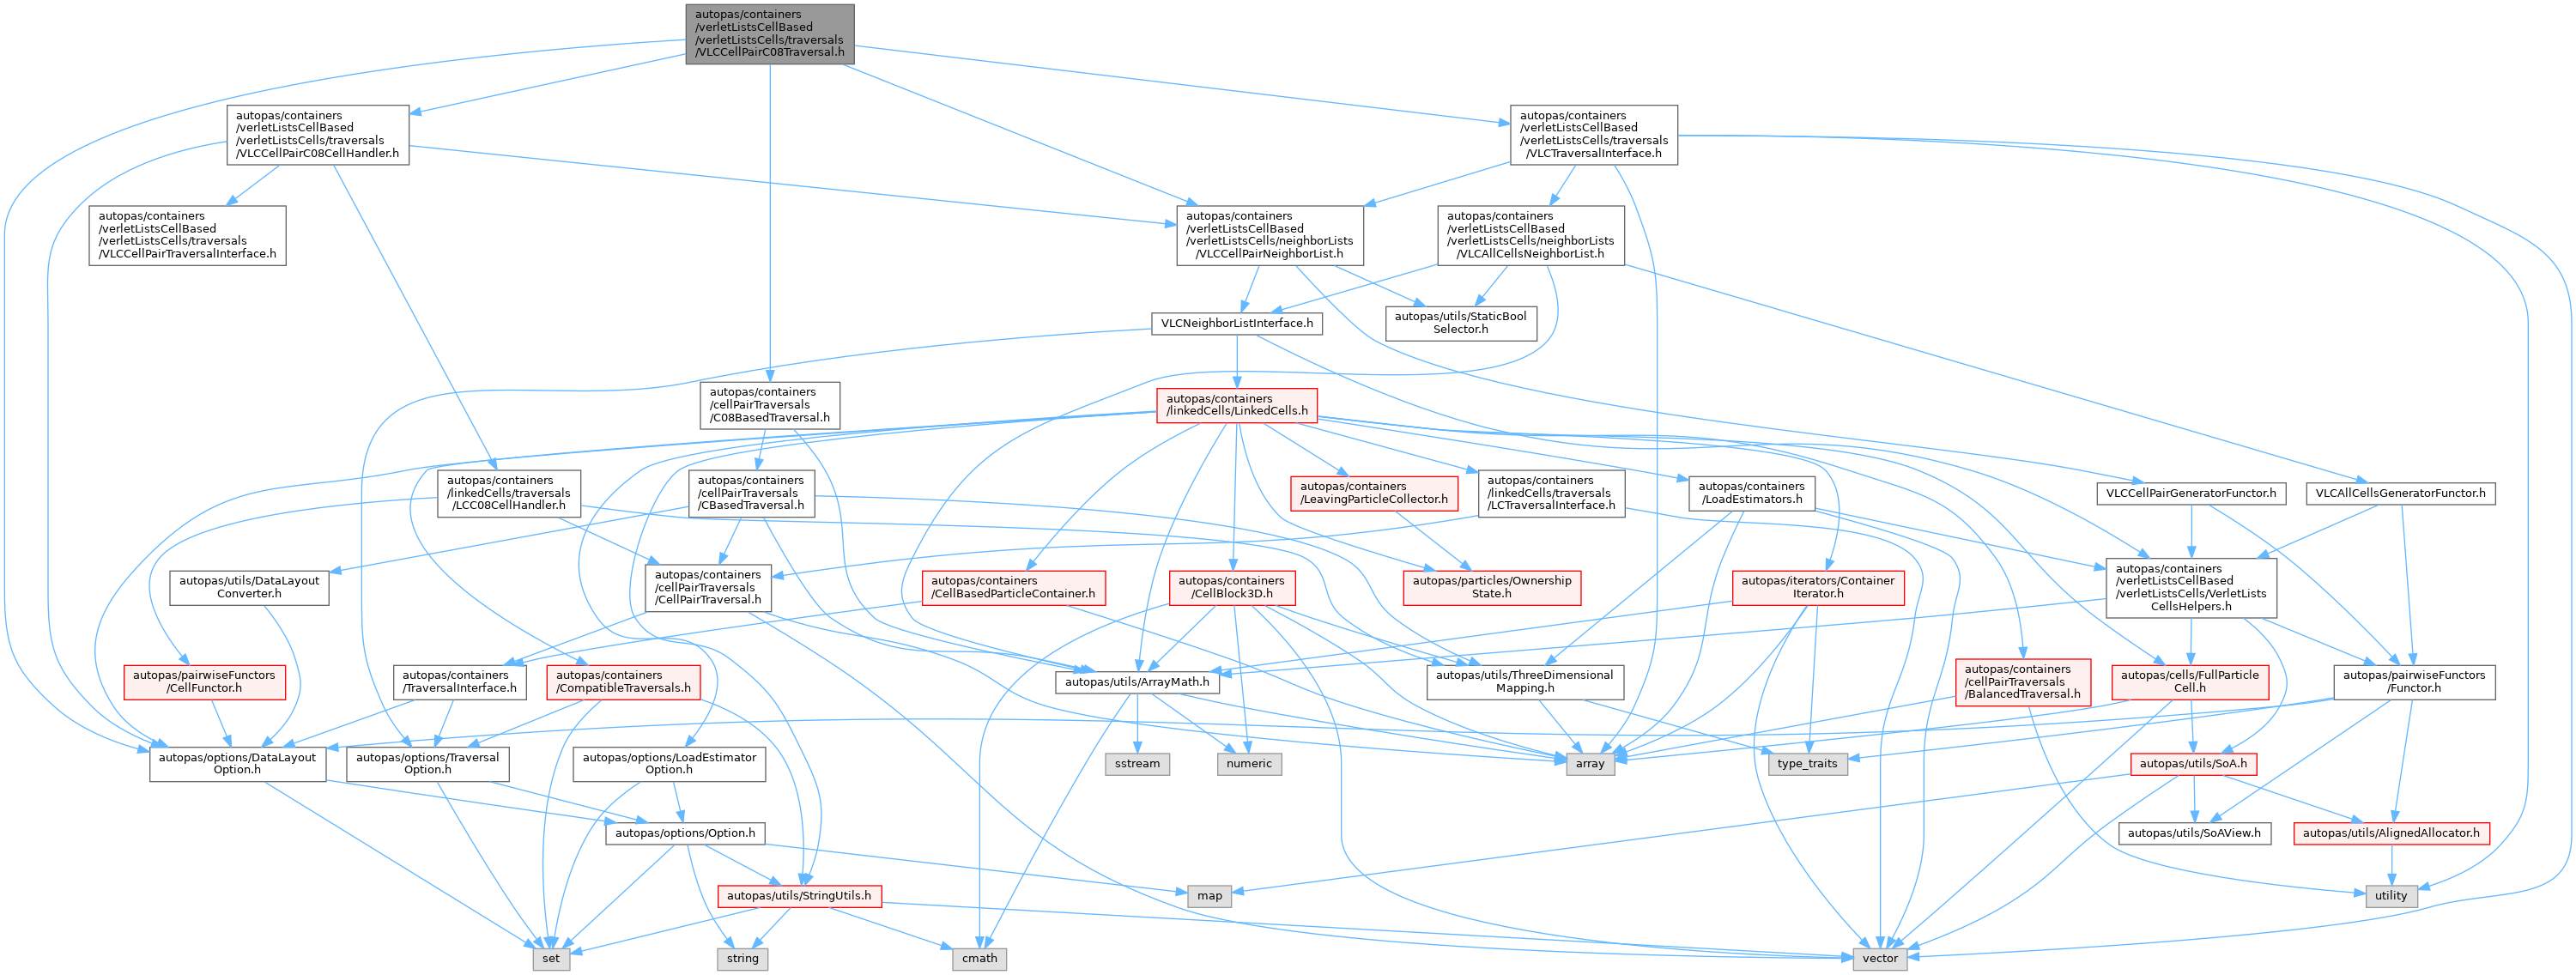 autopas/containers
/verletListsCellBased
/verletListsCells/traversals
/VLCCellPairC08Traversal.h
autopas/containers
/verletListsCellBased
/verletListsCells/traversals
/VLCCellPairC08CellHandler.h
autopas/containers
/verletListsCellBased
/verletListsCells/traversals
/VLCTraversalInterface.h
autopas/containers
/verletListsCellBased
/verletListsCells/traversals
/VLCCellPairTraversalInterface.h
autopas/containers
/verletListsCellBased
/verletListsCells/neighborLists
/VLCCellPairNeighborList.h
autopas/containers
/verletListsCellBased
/verletListsCells/neighborLists
/VLCAllCellsNeighborList.h
VLCNeighborListInterface.h
autopas/utils/StaticBool
Selector.h
autopas/containers
/cellPairTraversals
/C08BasedTraversal.h
autopas/containers
/linkedCells/LinkedCells.h
autopas/containers
/linkedCells/traversals
/LCC08CellHandler.h
autopas/containers
/cellPairTraversals
/CBasedTraversal.h
autopas/containers
/LeavingParticleCollector.h
autopas/containers
/linkedCells/traversals
/LCTraversalInterface.h
autopas/containers
/LoadEstimators.h
VLCCellPairGeneratorFunctor.h
VLCAllCellsGeneratorFunctor.h
autopas/utils/DataLayout
Converter.h
autopas/containers
/cellPairTraversals
/CellPairTraversal.h
autopas/containers
/CellBasedParticleContainer.h
autopas/containers
/CellBlock3D.h
autopas/particles/Ownership
State.h
autopas/iterators/Container
Iterator.h
autopas/containers
/verletListsCellBased
/verletListsCells/VerletLists
CellsHelpers.h
autopas/pairwiseFunctors
/CellFunctor.h
autopas/containers
/TraversalInterface.h
autopas/containers
/CompatibleTraversals.h
autopas/utils/ArrayMath.h
autopas/utils/ThreeDimensional
Mapping.h
autopas/containers
/cellPairTraversals
/BalancedTraversal.h
autopas/cells/FullParticle
Cell.h
autopas/pairwiseFunctors
/Functor.h
autopas/options/DataLayout
Option.h
autopas/options/Traversal
Option.h
autopas/options/LoadEstimator
Option.h
sstream
numeric
array
type_traits
autopas/utils/SoA.h
autopas/options/Option.h
autopas/utils/SoAView.h
autopas/utils/AlignedAllocator.h
autopas/utils/StringUtils.h
map
utility
set
string
cmath
vector